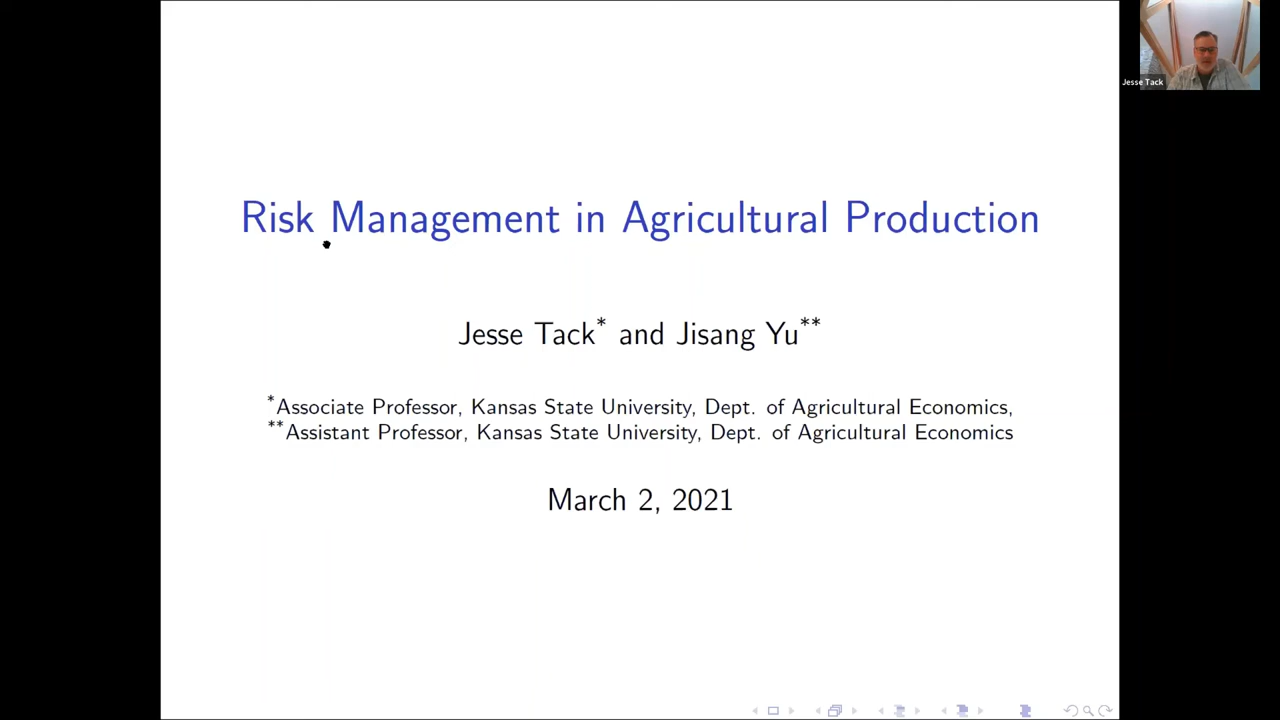 Jesse Tack
Risk Management in Agricultural Production
Jesse Tack* and Jisang Yu**
*Associate Professor, Kansas State University, Dept. of Agricultural Economics,
**Assistant Professor, Kansas State University, Dept. of Agricultural Economics
March 2, 2021